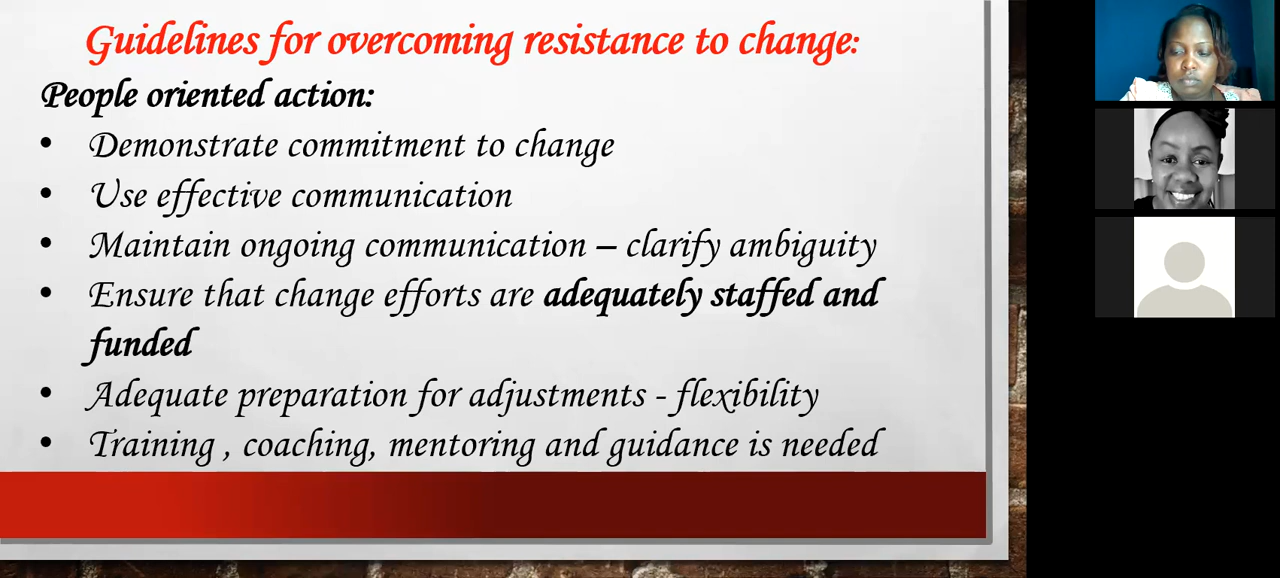 Guidelines for overcoming resistance to change:
People oriented action:
• Demonstrate commitment to change
• Use effective communication
• Maintain ongoing communication – clarify ambiguity
• Ensure that change efforts are adequately staffed and
funded
• Adequate preparation for adjustments - flexibility
• Training , coaching, mentoring and guidance is needed